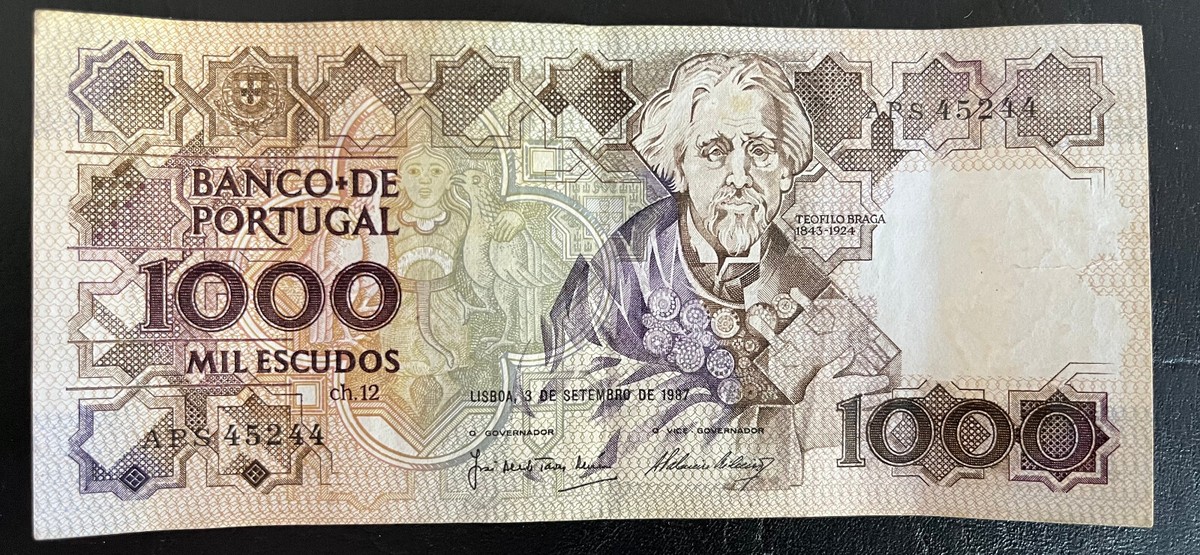 APS 45244
BANCO DE
PORTUGAL
TEOFILO BRAGA
1843-1924
1000
MIL ESCUDOS
ch.12
LISBOA, 3 DE SETEMBRO DE 1987
O GOVERNADOR
O VICE-GOVERNADOR
1000
APS 45244